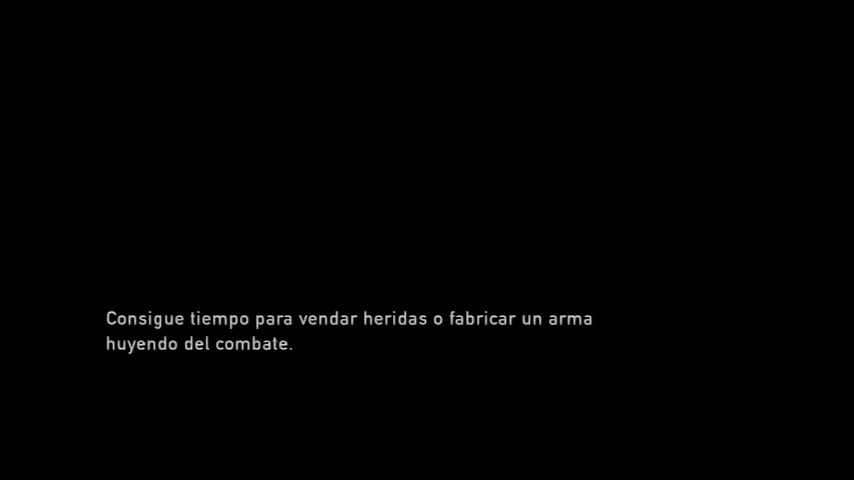 Consigue tiempo para vendar heridas o fabricar un arma
huyendo del combate.